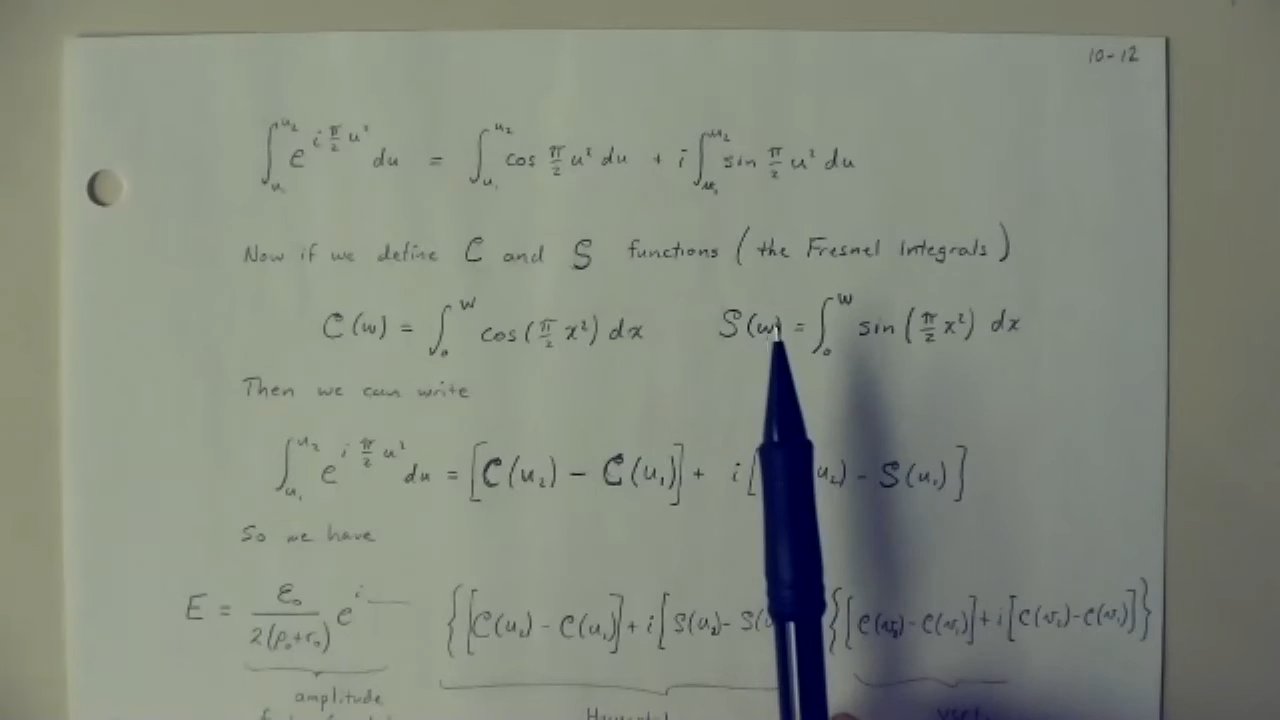 10-12
∫_{u₁}^{u₂} e^{i π/2 u²} du = ∫_{u₁}^{u₂} cos π/2 u² du + i ∫_{u₁}^{u₂} sin π/2 u² du
Now if we define C and S functions (the Fresnel Integrals)
C(w) = ∫₀^w cos(π/2 x²) dx S(w) = ∫₀^w sin(π/2 x²) dx
Then we can write
∫_{u₁}^{u₂} e^{i π/2 u²} du = [C(u₂) - C(u₁)] + i[ u₂) - S(u₁)]
So we have
E = ε₀/2(ρ₀+r₀) e^{i___} {[C(u₂) - C(u₁)] + i[S(u₂) - S(u {[C(v₂) - C(v₁)] + i[C(v₂) - C(v₁)]}
amplitude